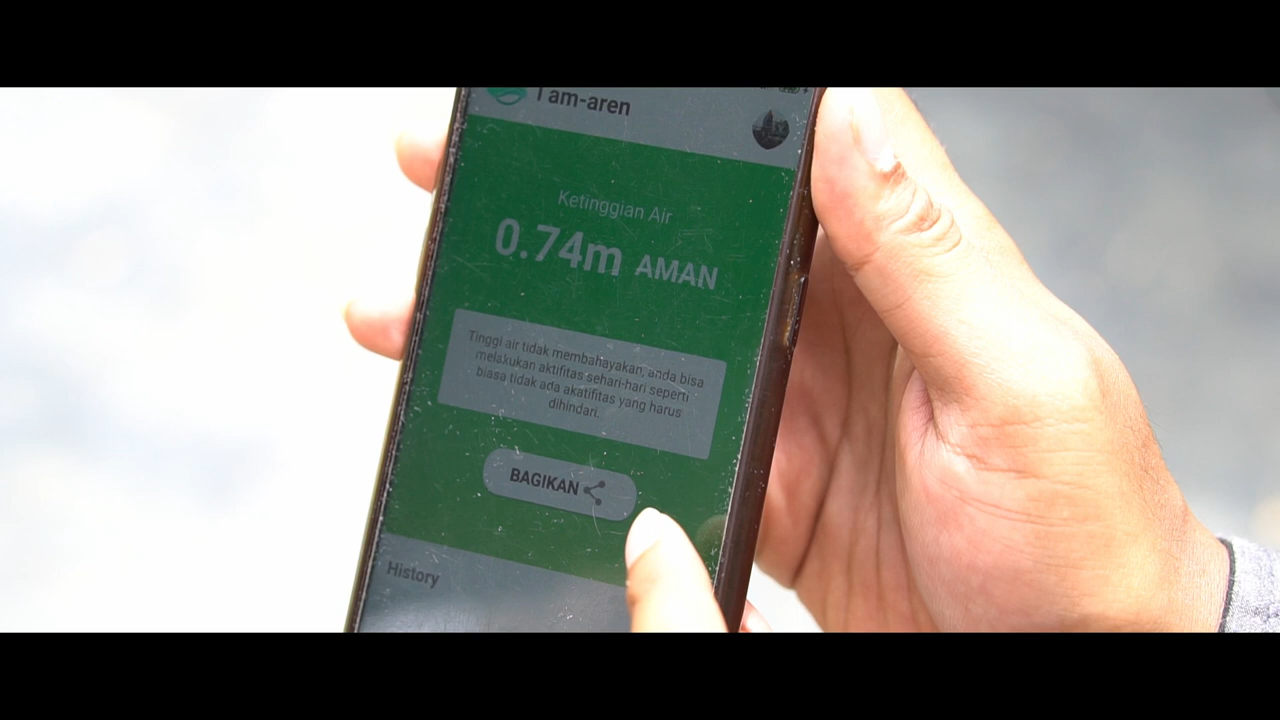 I am-aren
Ketinggian Air
0.74m AMAN
Tinggi air tidak membahayakan, anda bisa
melakukan aktifitas sehari-hari seperti
biasa tidak ada akatifitas yang harus
dihindari.
BAGIKAN
History